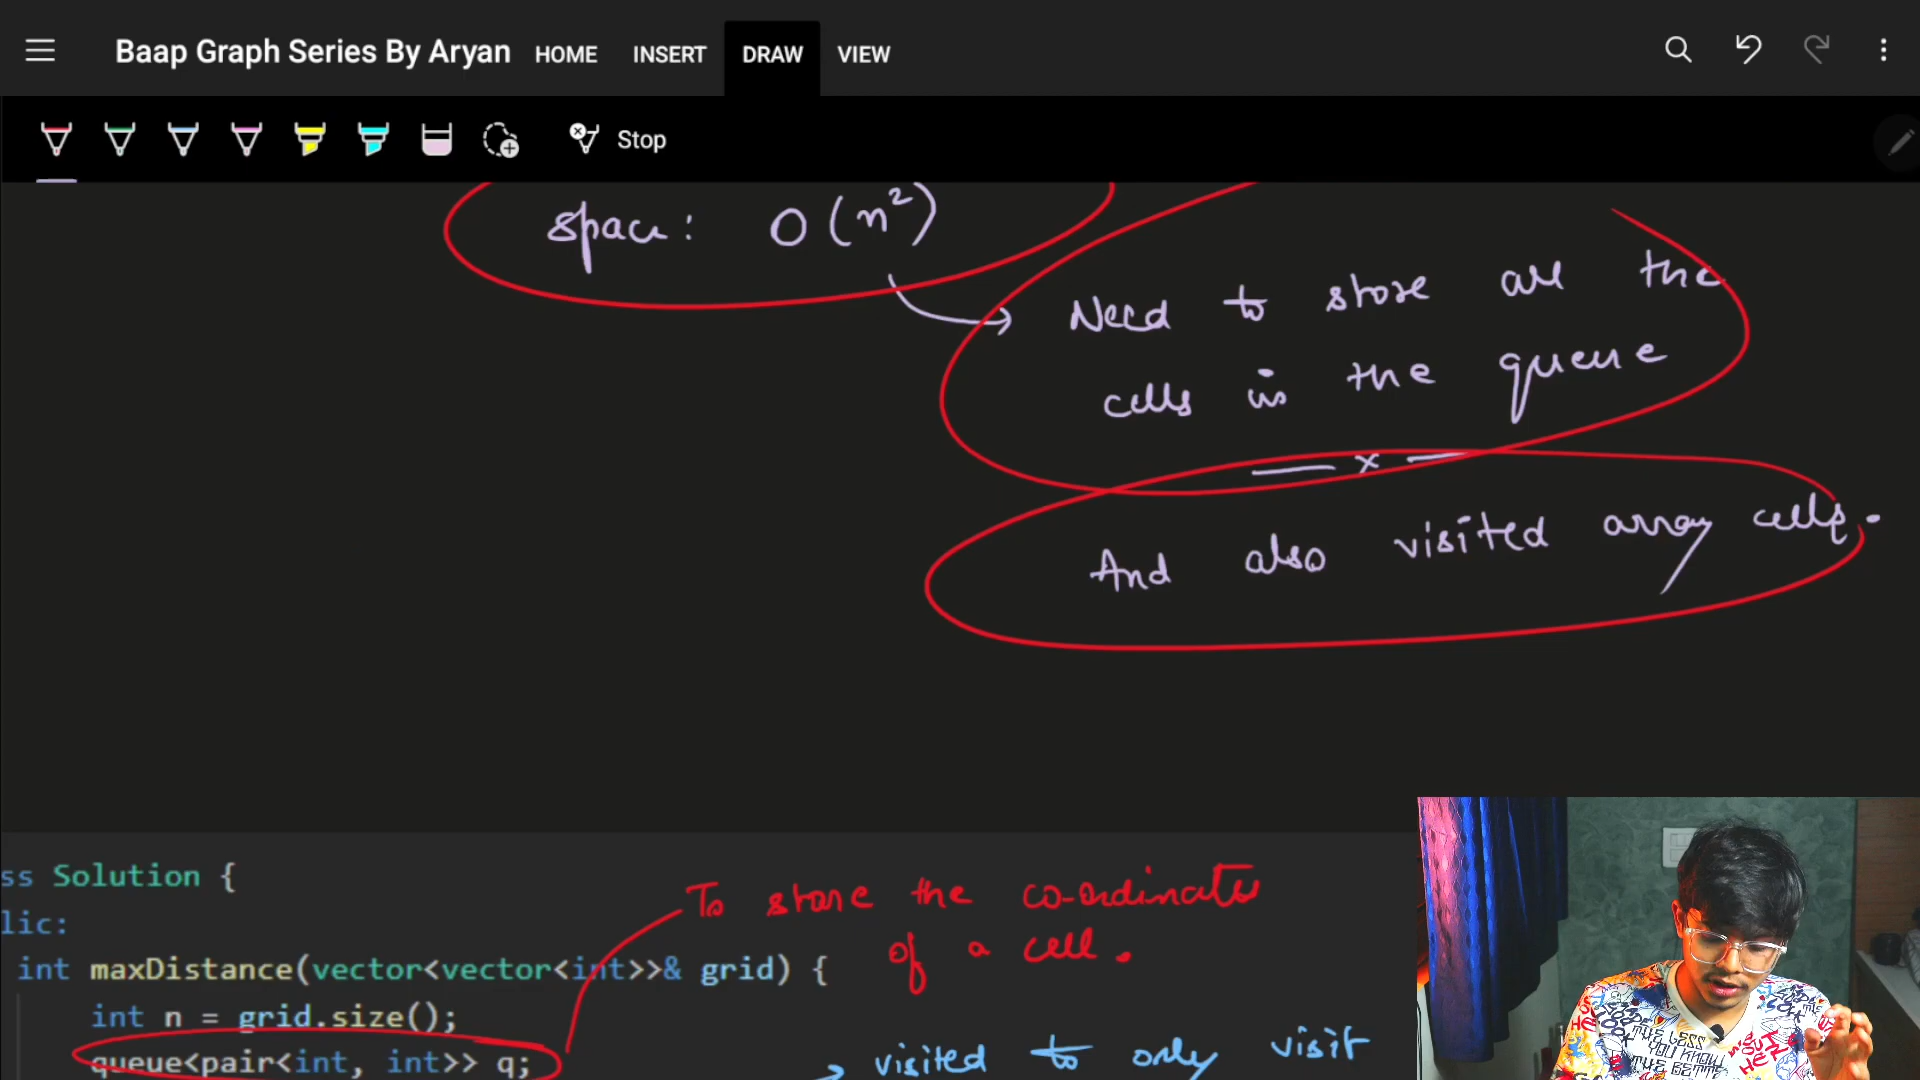 Baap Graph Series By Aryan HOME INSERT DRAW VIEW
Stop
space: O(n²)
Need to store all the
cells in the queue
x
And also visited array cells.
ss Solution {
lic:
int maxDistance(vector<vector<int>>& grid) {
int n = grid.size();
queue<pair<int, int>> q;
To store the co-ordinates
of a cell.
visited to only visit